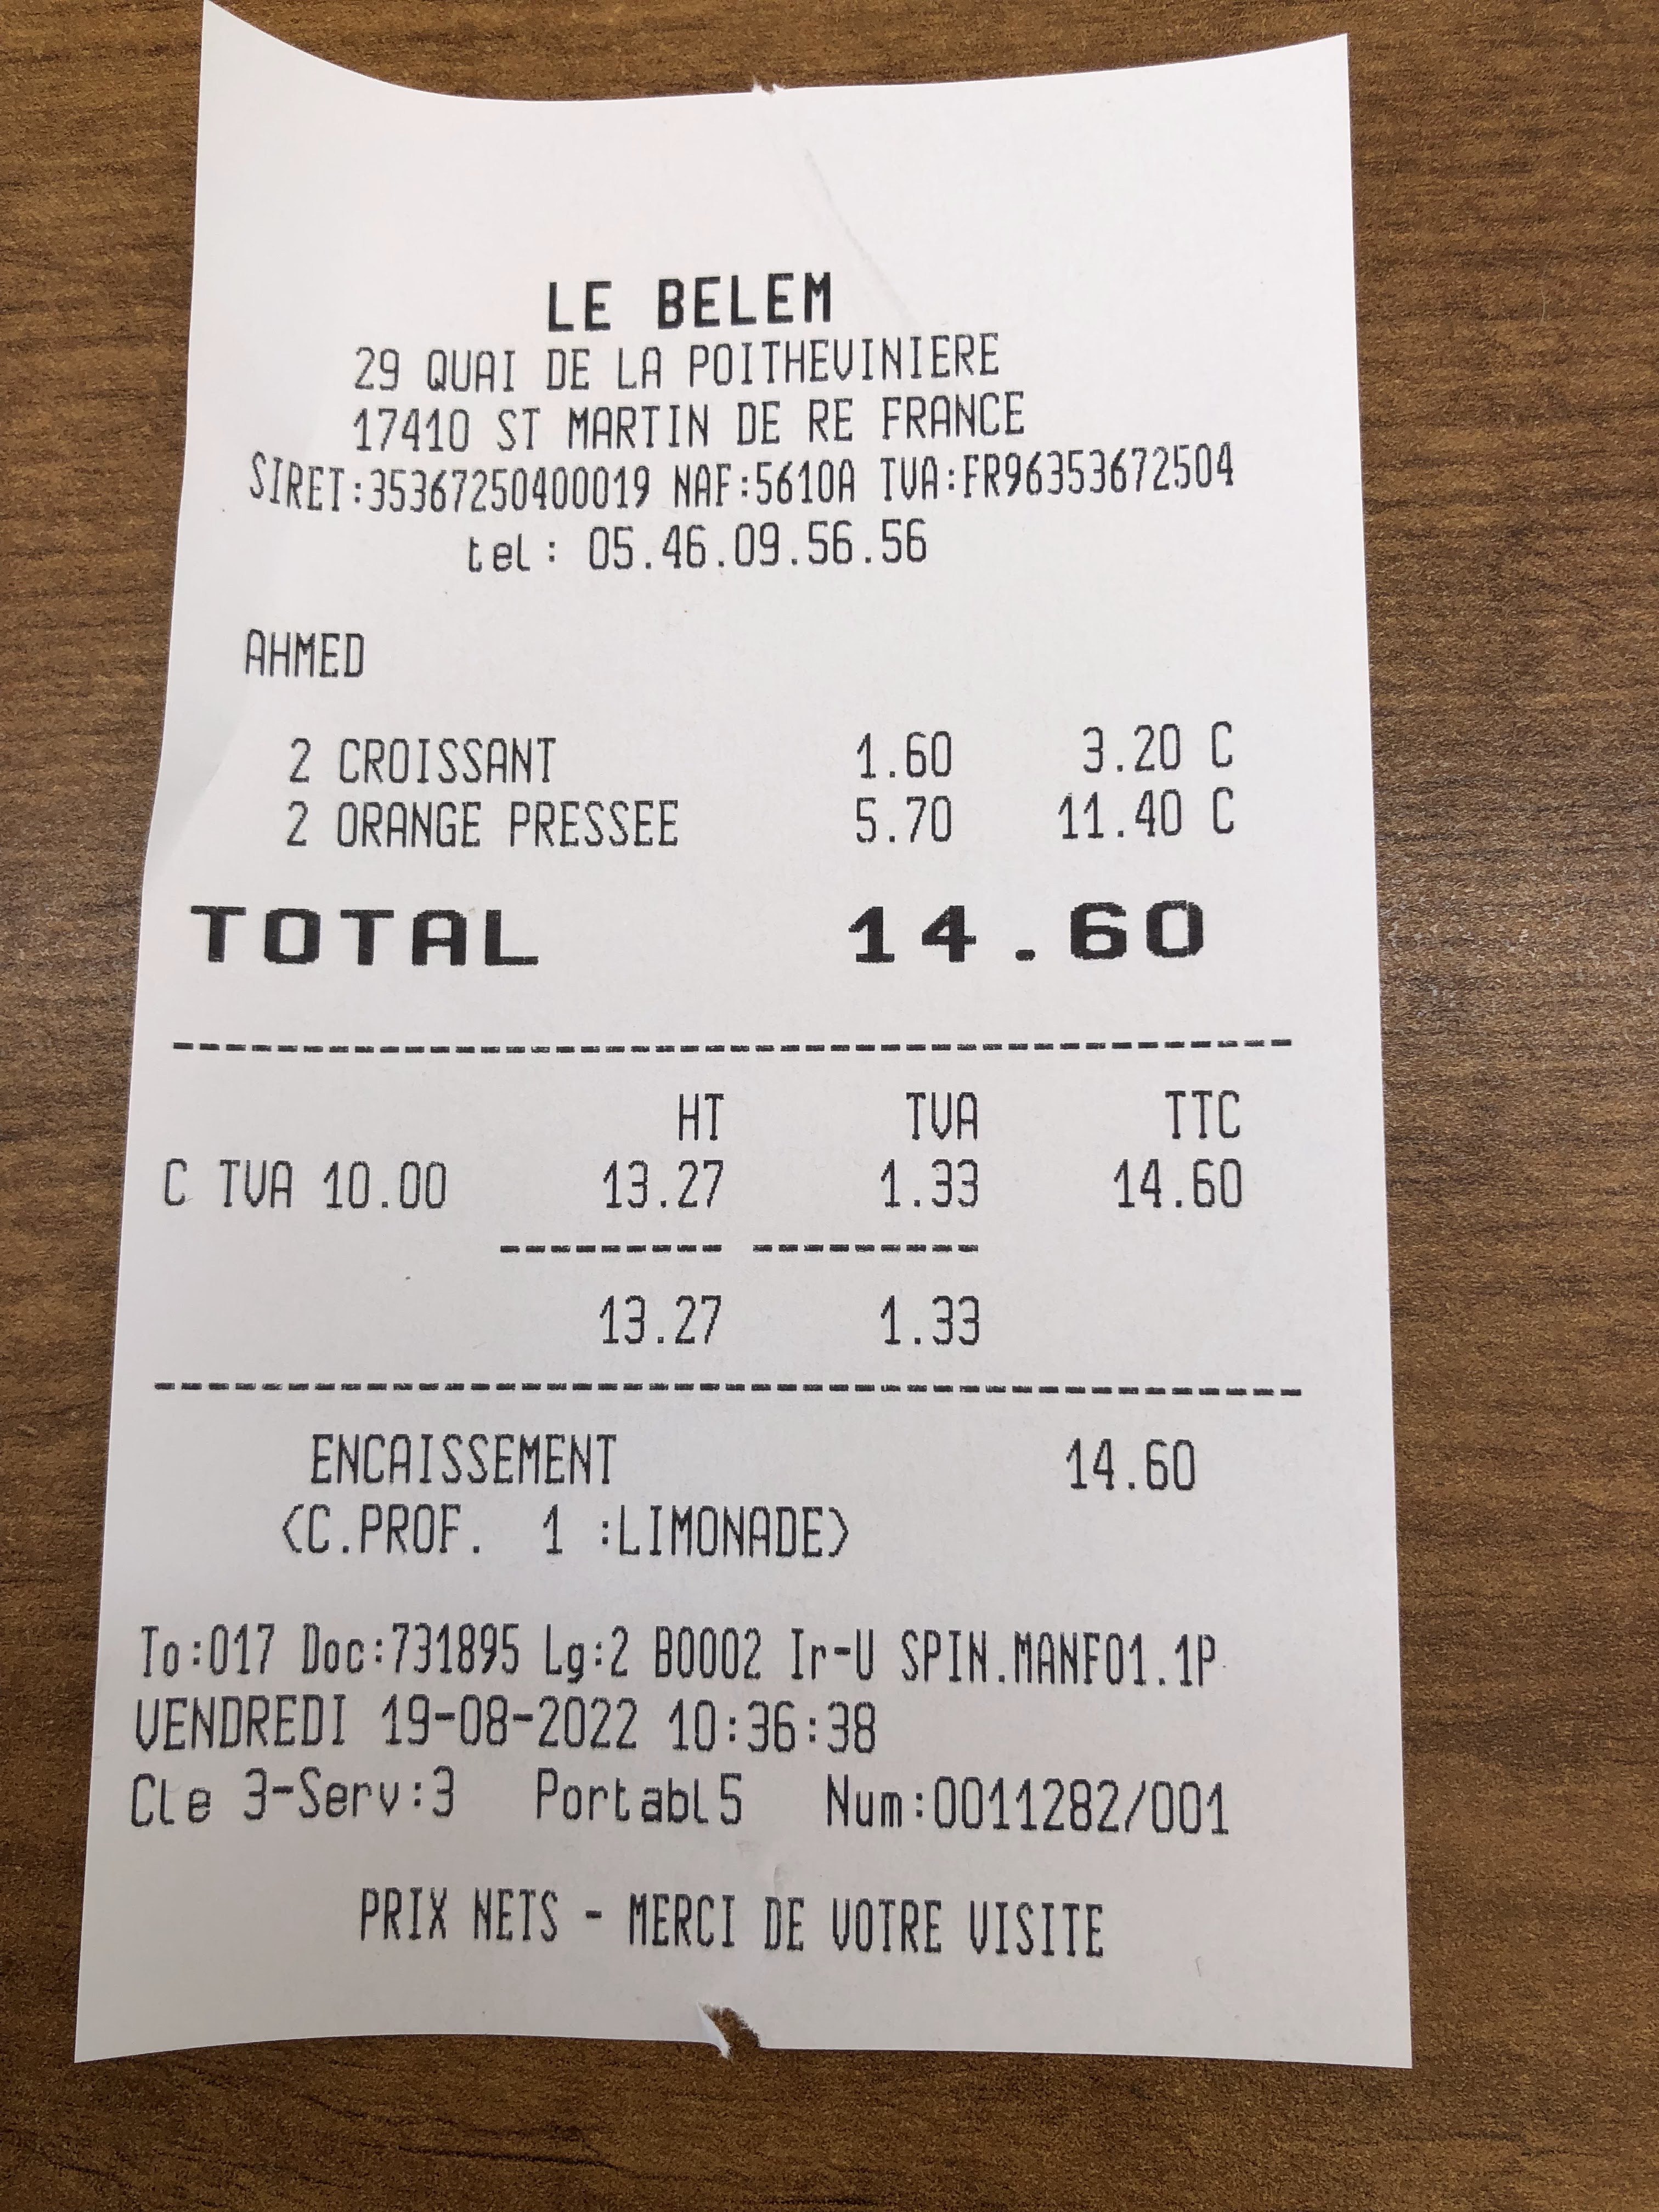 LE BELEM
29 QUAI DE LA POITHEVINIERE
17410 ST MARTIN DE RE FRANCE
SIRET:35367250400019 NAF:5610A TVA:FR96353672504
tel: 05.46.09.56.56
AHMED
2 CROISSANT 1.60 3.20 C
2 ORANGE PRESSEE 5.70 11.40 C
TOTAL 14.60
HT TVA TTC
C TVA 10.00 13.27 1.33 14.60
13.27 1.33
ENCAISSEMENT 14.60
<C.PROF. 1 :LIMONADE>
To:017 Doc:731895 Lg:2 B0002 Ir-U SPIN.MANF01.1P
VENDREDI 19-08-2022 10:36:38
Cle 3-Serv:3 Portabl5 Num:0011282/001
PRIX NETS - MERCI DE VOTRE VISITE